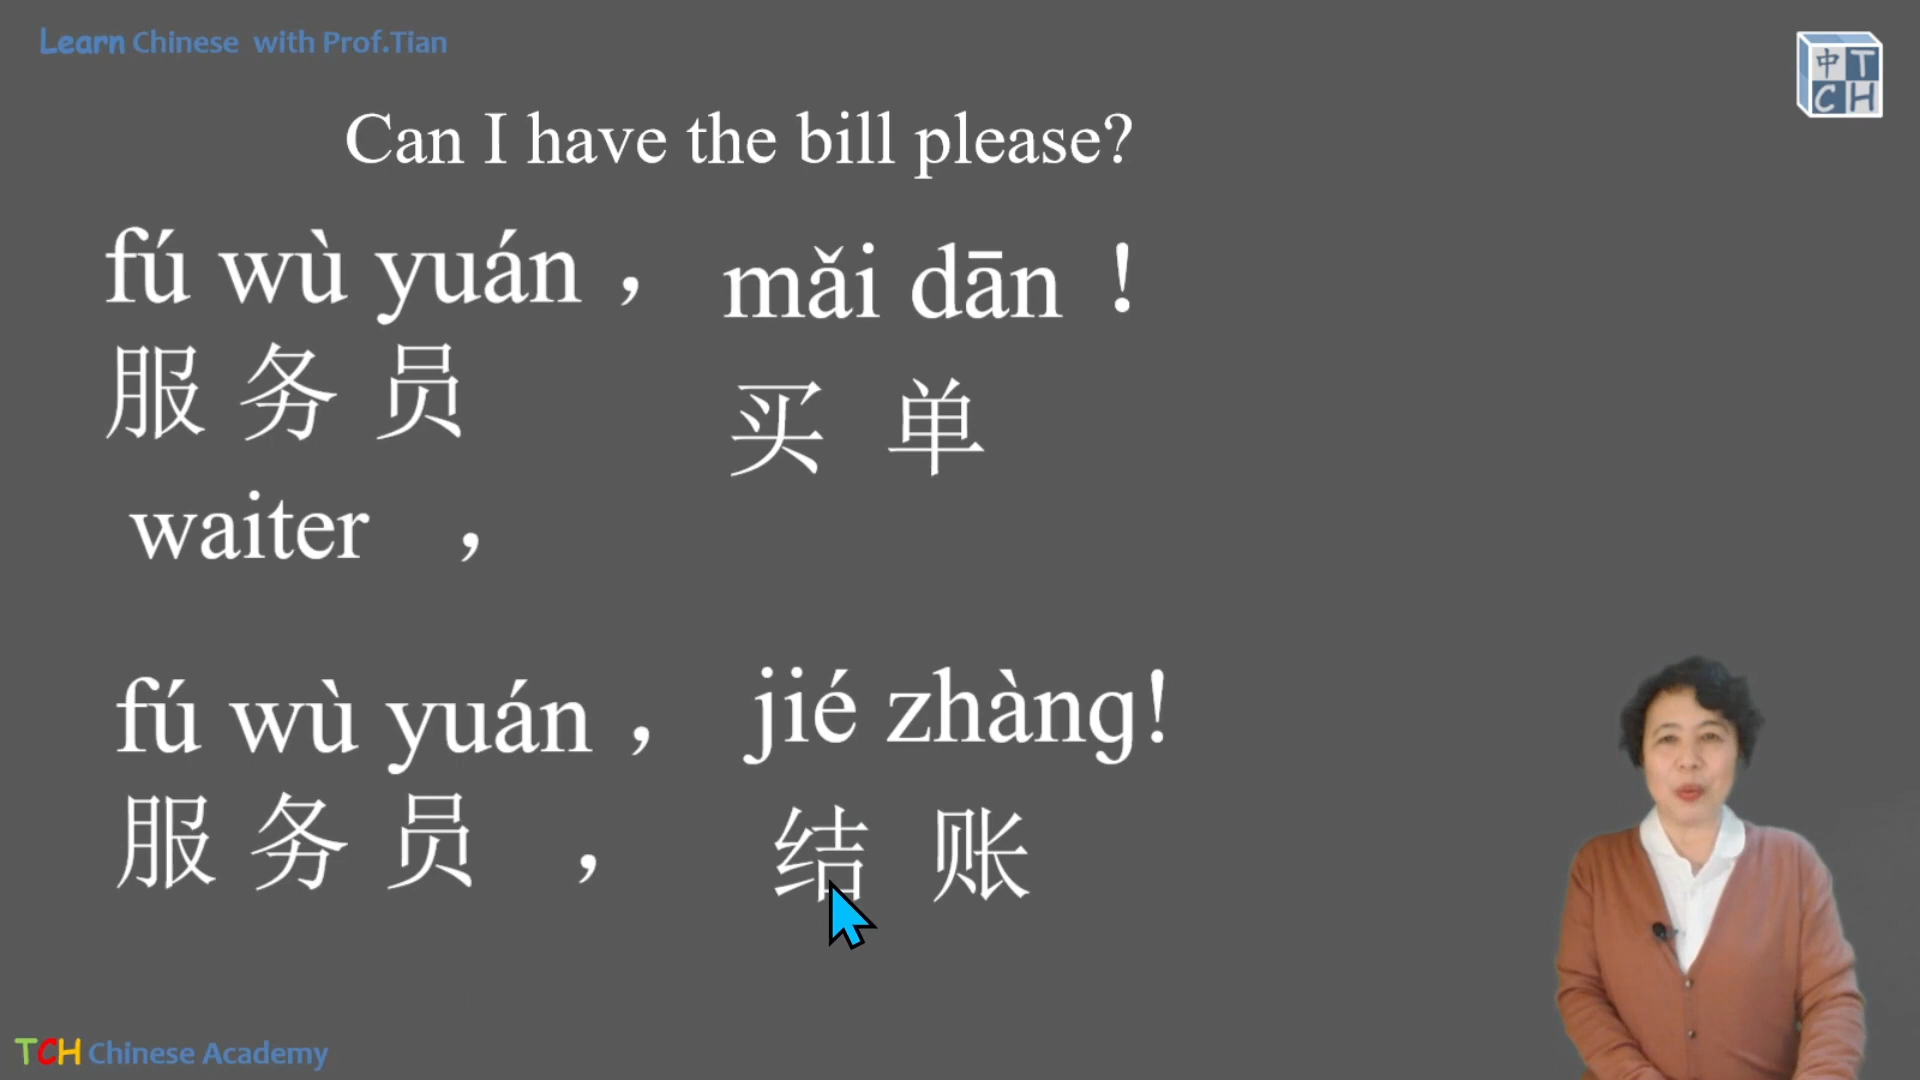 Learn Chinese with Prof.Tian
中T
CH
Can I have the bill please?
fú wù yuán， mǎi dān！
服 务 员 买 单
waiter ，
fú wù yuán， jié zhàng!
服 务 员 ， 结 账
TCH Chinese Academy